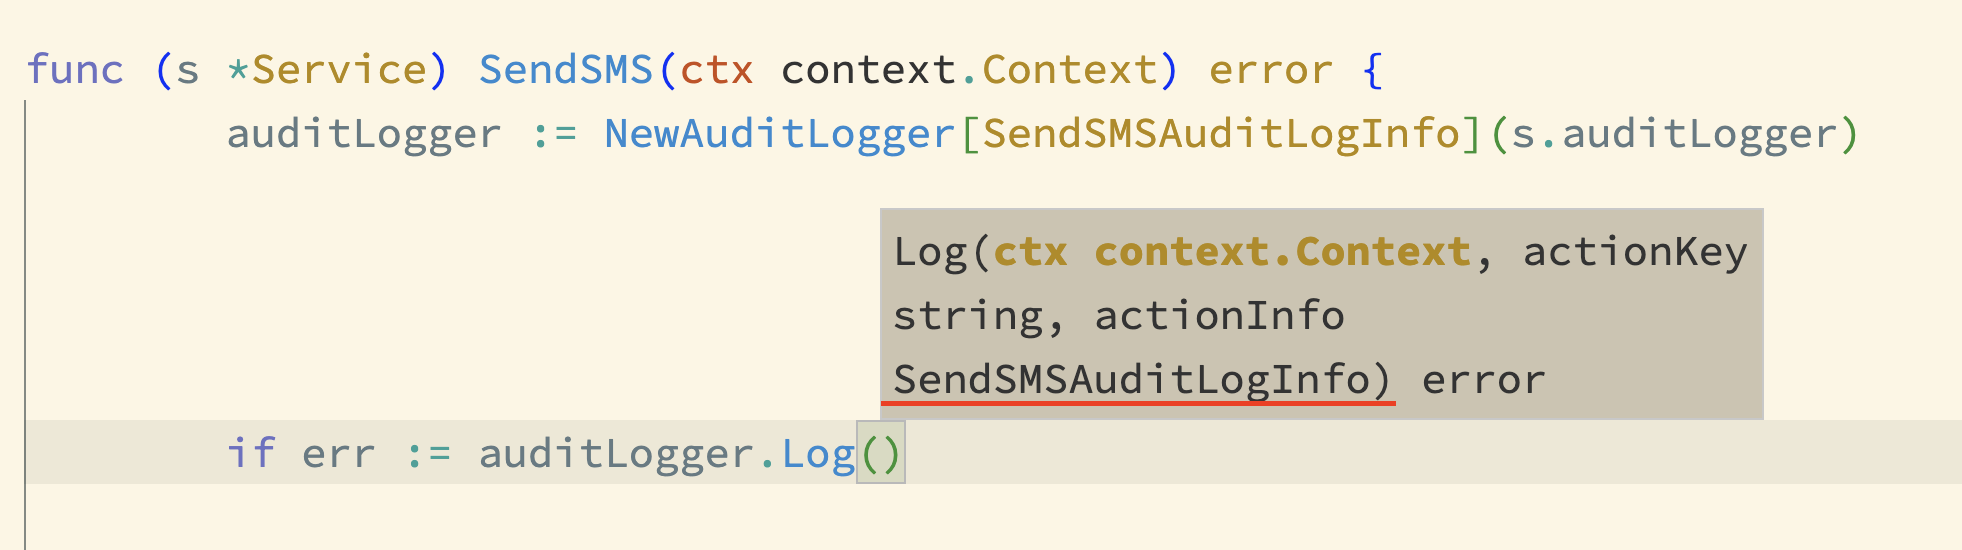 func (s *Service) SendSMS(ctx context.Context) error {
auditLogger := NewAuditLogger[SendSMSAuditLogInfo](s.auditLogger)
Log(ctx context.Context, actionKey
string, actionInfo
SendSMSAuditLogInfo) error
if err := auditLogger.Log()